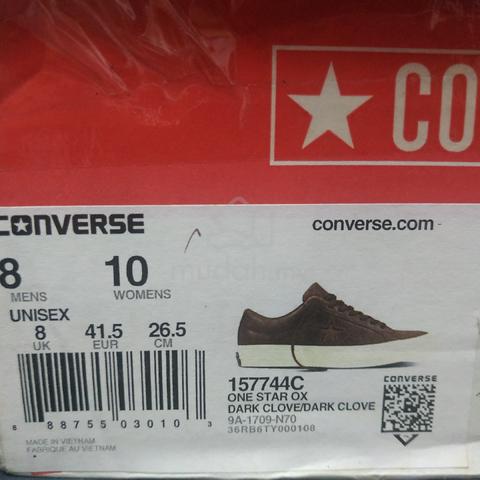 CO
CONVERSE
converse.com
8 10
MENS WOMENS
UNISEX
8 41.5 26.5
UK EUR CM
157744C
ONE STAR OX
DARK CLOVE/DARK CLOVE
9A-1709-N70
36RB6TY000108
CONVERSE
8 88755 03010 3
MADE IN VIETNAM
FABRIQUE AU VIETNAM
mudah.my